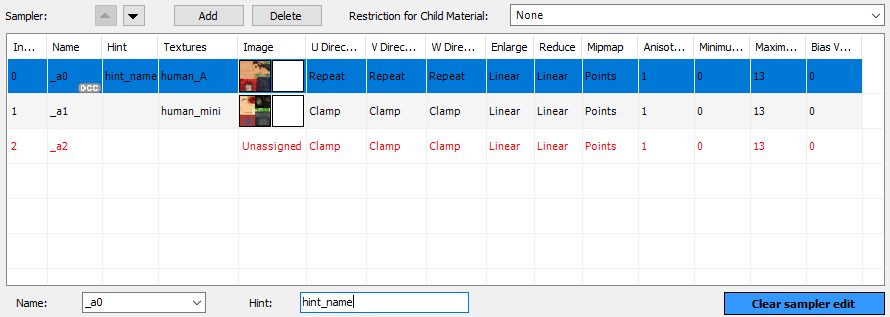 Sampler: Add Delete Restriction for Child Material: None
In... Name Hint Textures Image U Direc... V Direc... W Dire... Enlarge Reduce Mipmap Anisot... Minimu... Maxim... Bias V...
0 _a0 DCC hint_name human_A Repeat Repeat Repeat Linear Linear Points 1 0 13 0
1 _a1 human_mini Clamp Clamp Clamp Linear Linear Points 1 0 13 0
2 _a2 Unassigned Clamp Clamp Clamp Linear Linear Points 1 0 13 0
Name: _a0 Hint: hint_name Clear sampler edit